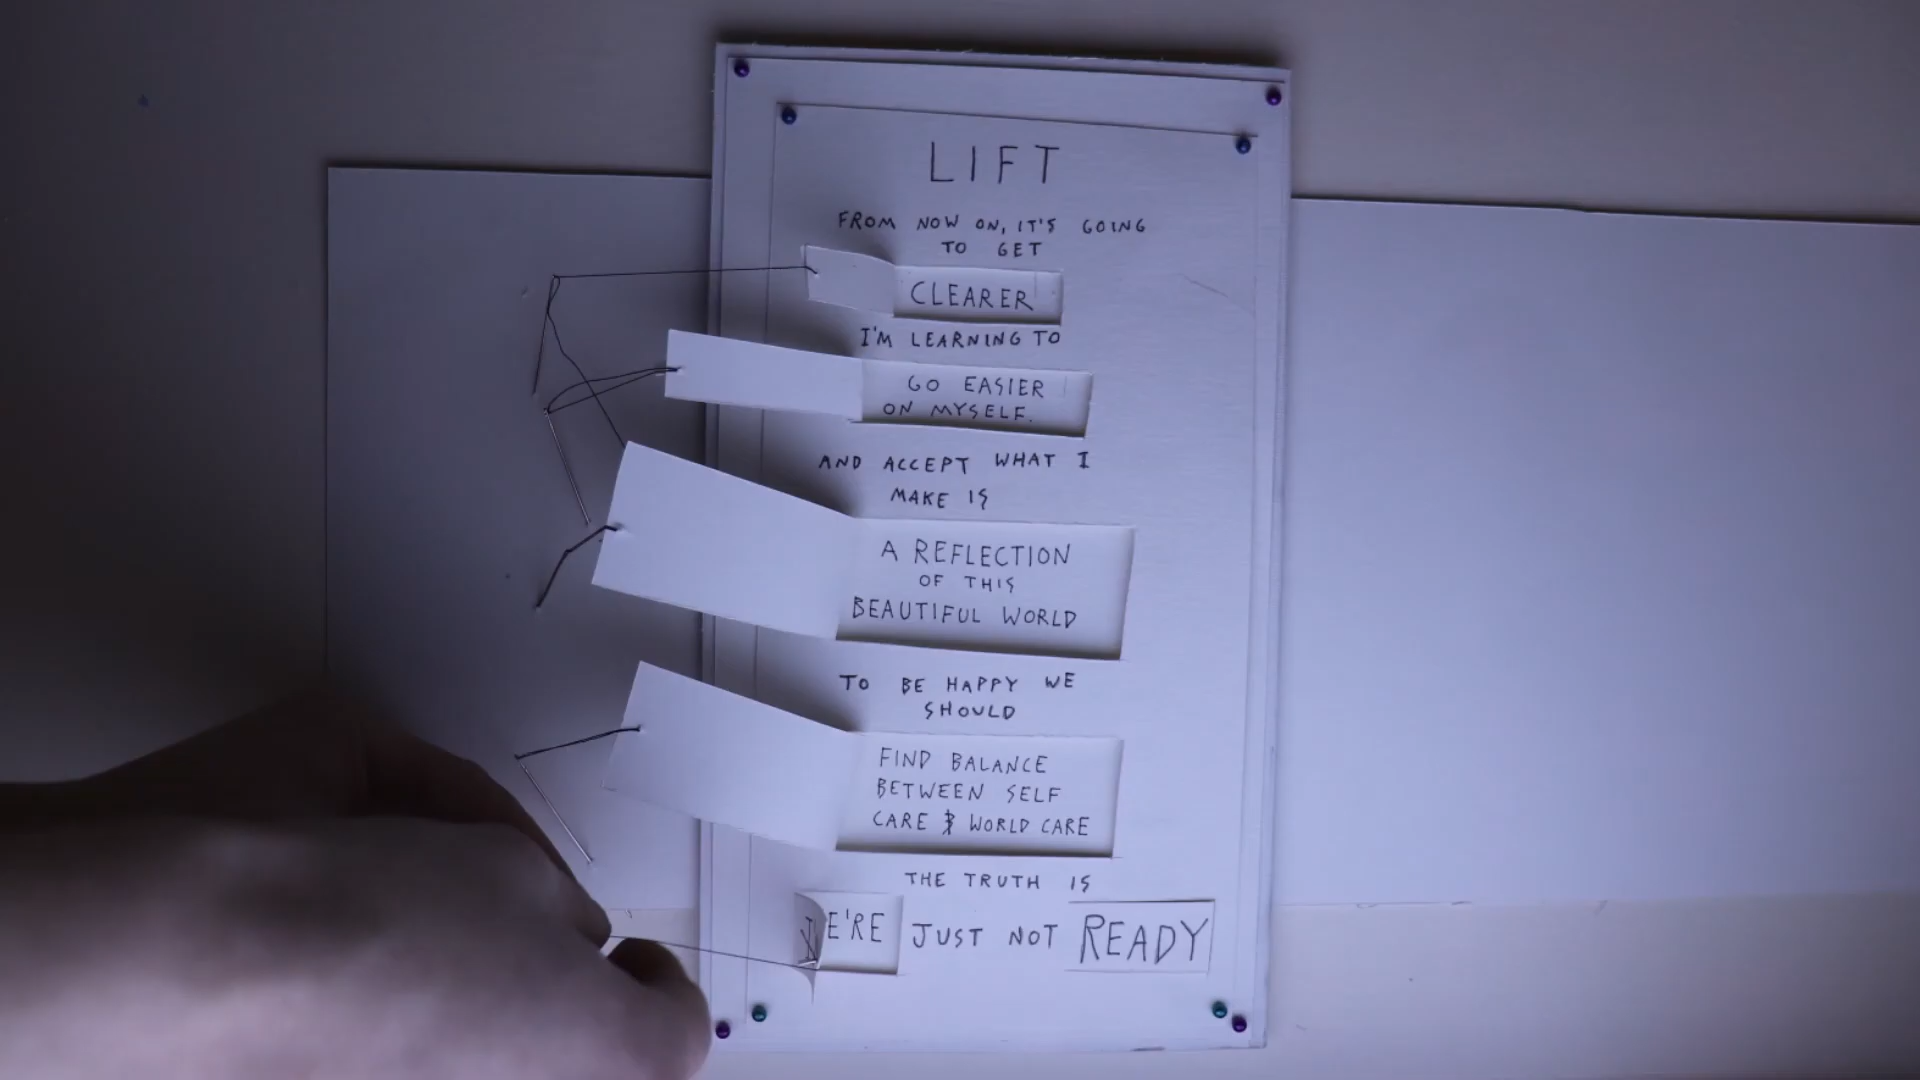 LIFT
FROM NOW ON, IT'S GOING
TO GET
CLEARER
I'M LEARNING TO
GO EASIER
ON MYSELF.
AND ACCEPT WHAT I
MAKE IS
A REFLECTION
OF THIS
BEAUTIFUL WORLD
TO BE HAPPY WE
SHOULD
FIND BALANCE
BETWEEN SELF
CARE & WORLD CARE
THE TRUTH IS
E'RE JUST NOT READY